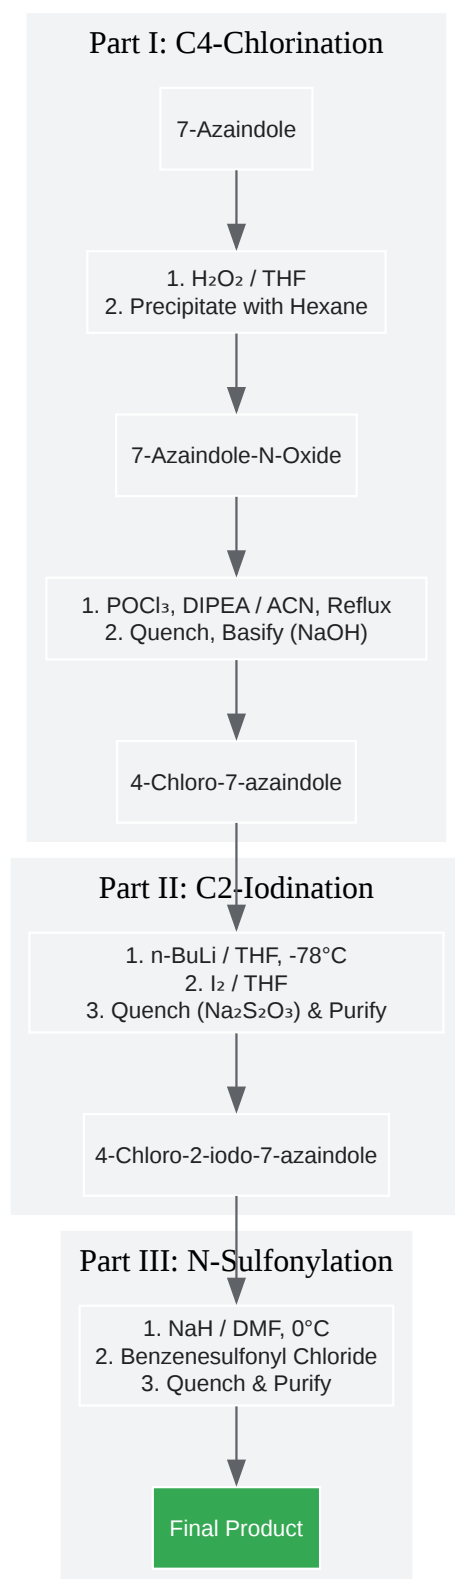 Part I: C4-Chlorination
7-Azaindole
1. H₂O₂ / THF
2. Precipitate with Hexane
7-Azaindole-N-Oxide
1. POCl₃, DIPEA / ACN, Reflux
2. Quench, Basify (NaOH)
4-Chloro-7-azaindole
Part II: C2-Iodination
1. n-BuLi / THF, -78°C
2. I₂ / THF
3. Quench (Na₂S₂O₃) & Purify
4-Chloro-2-iodo-7-azaindole
Part III: N-Sulfonylation
1. NaH / DMF, 0°C
2. Benzenesulfonyl Chloride
3. Quench & Purify
Final Product